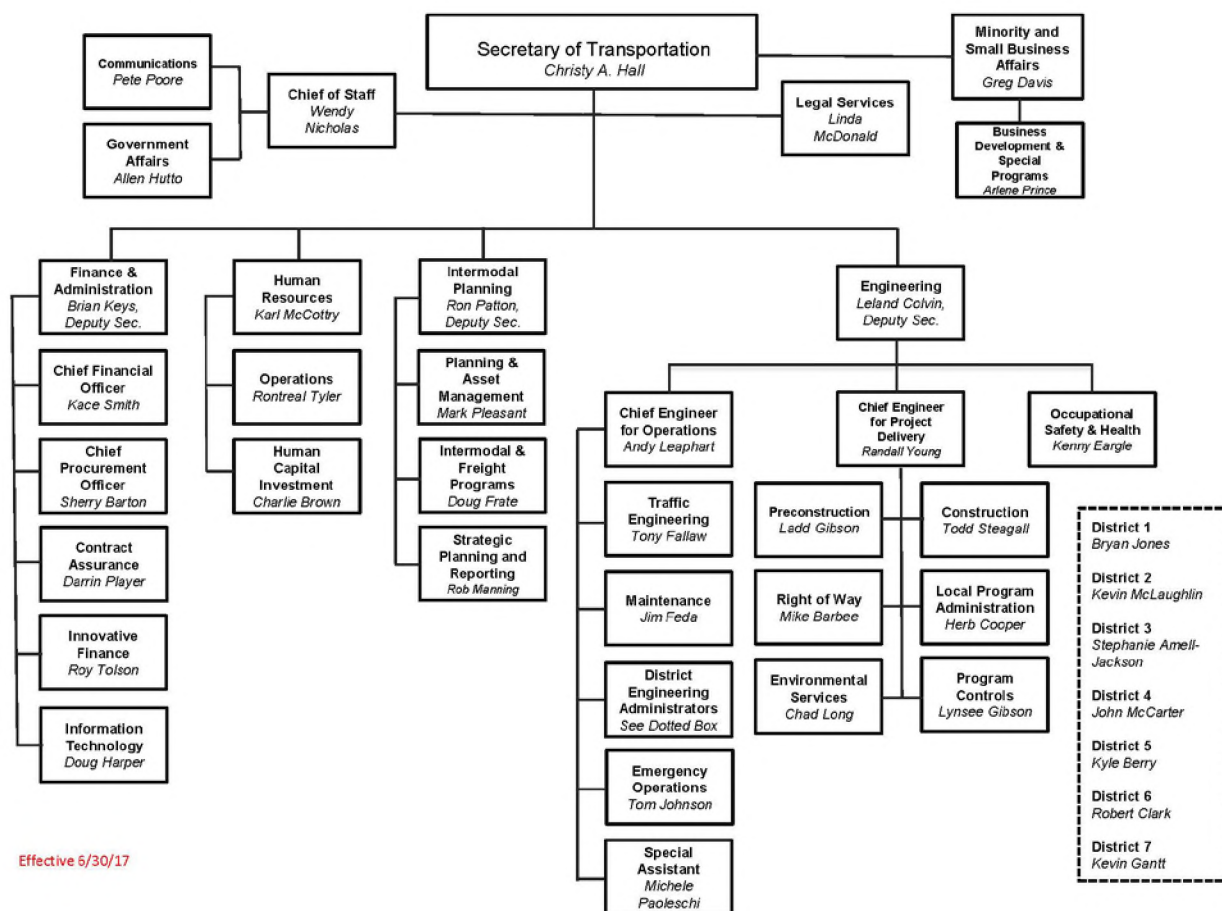 Secretary of Transportation
Christy A. Hall
Minority and
Small Business
Affairs
Greg Davis
Communications
Pete Poore
Chief of Staff
Wendy
Nicholas
Legal Services
Linda
McDonald
Government
Affairs
Allen Hutto
Business
Development &
Special
Programs
Arlene Prince
Finance &
Administration
Brian Keys,
Deputy Sec.
Chief Financial
Officer
Kace Smith
Chief
Procurement
Officer
Sherry Barton
Contract
Assurance
Darrin Player
Innovative
Finance
Roy Tolson
Information
Technology
Doug Harper
Human
Resources
Karl McCottry
Operations
Rontreal Tyler
Human
Capital
Investment
Charlie Brown
Intermodal
Planning
Ron Patton,
Deputy Sec.
Planning &
Asset
Management
Mark Pleasant
Intermodal &
Freight
Programs
Doug Frate
Strategic
Planning and
Reporting
Rob Manning
Engineering
Leland Colvin,
Deputy Sec.
Chief Engineer
for Operations
Andy Leaphart
Traffic
Engineering
Tony Fallaw
Maintenance
Jim Feda
District
Engineering
Administrators
See Dotted Box
Emergency
Operations
Tom Johnson
Special
Assistant
Michele
Paoleschi
Chief Engineer
for Project
Delivery
Randall Young
Preconstruction
Ladd Gibson
Construction
Todd Steagall
Right of Way
Mike Barbee
Local Program
Administration
Herb Cooper
Environmental
Services
Chad Long
Program
Controls
Lynsee Gibson
Occupational
Safety & Health
Kenny Eargle
District 1
Bryan Jones
District 2
Kevin McLaughlin
District 3
Stephanie Amell-
Jackson
District 4
John McCarter
District 5
Kyle Berry
District 6
Robert Clark
District 7
Kevin Gantt
Effective 6/30/17